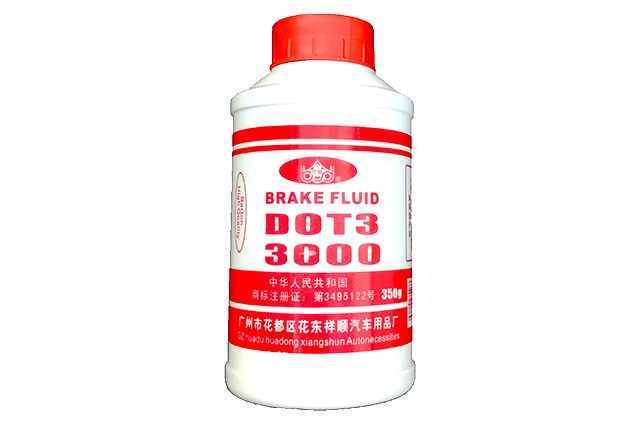 ®
BRAKE FLUID
DOT3
3000
中华人民共和国
商标注册证：第3495122号 350g
广州市花都区花东祥顺汽车用品厂
GZ huadu huadong xiangshun Autonecessities
High Quality